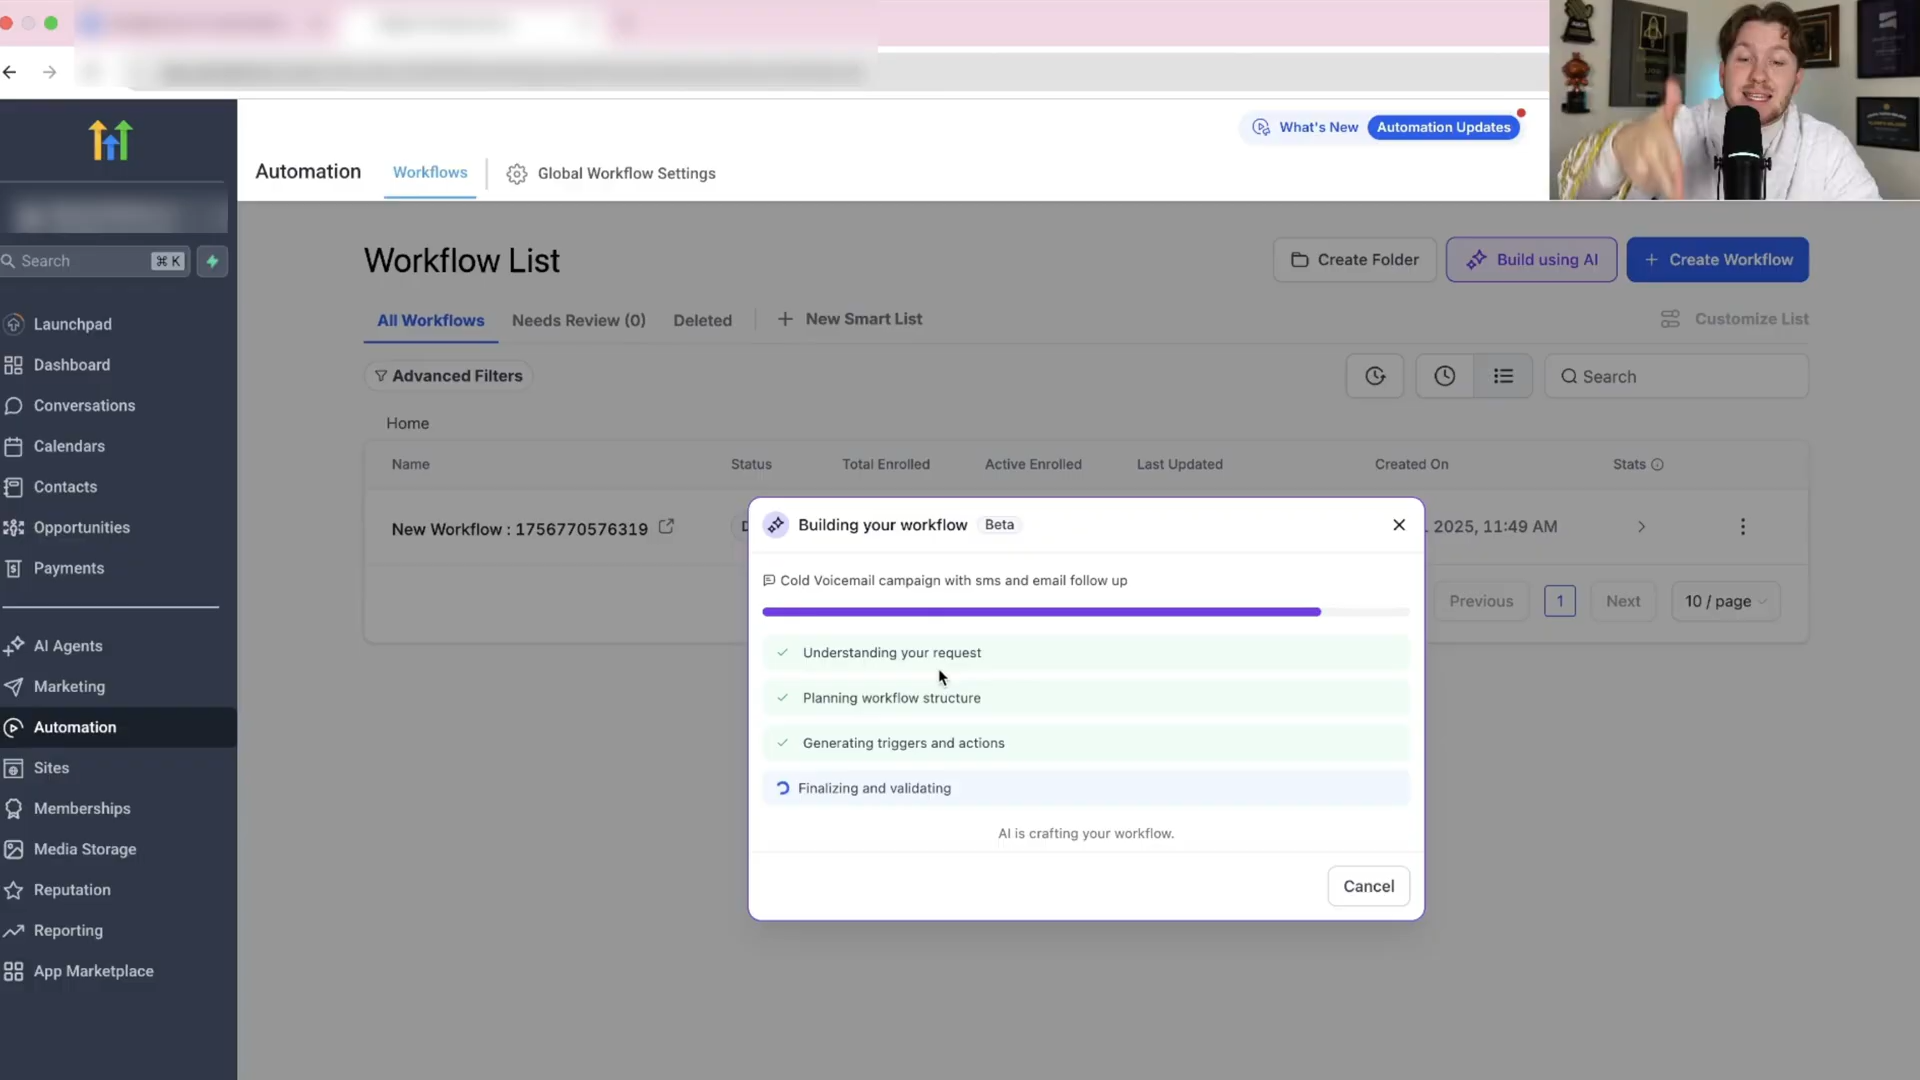 What's New
Automation Updates
Automation
Workflows
Global Workflow Settings
Search
⌘ K
Launchpad
Dashboard
Conversations
Calendars
Contacts
Opportunities
Payments
AI Agents
Marketing
Automation
Sites
Memberships
Media Storage
Reputation
Reporting
App Marketplace
Workflow List
Create Folder
Build using AI
+ Create Workflow
All Workflows
Needs Review (0)
Deleted
+ New Smart List
Customize List
Advanced Filters
Search
Home
Name
Status
Total Enrolled
Active Enrolled
Last Updated
Created On
Stats
New Workflow : 1756770576319
2025, 11:49 AM
Previous
1
Next
10 / page
Building your workflow
Beta
Cold Voicemail campaign with sms and email follow up
Understanding your request
Planning workflow structure
Generating triggers and actions
Finalizing and validating
AI is crafting your workflow.
Cancel